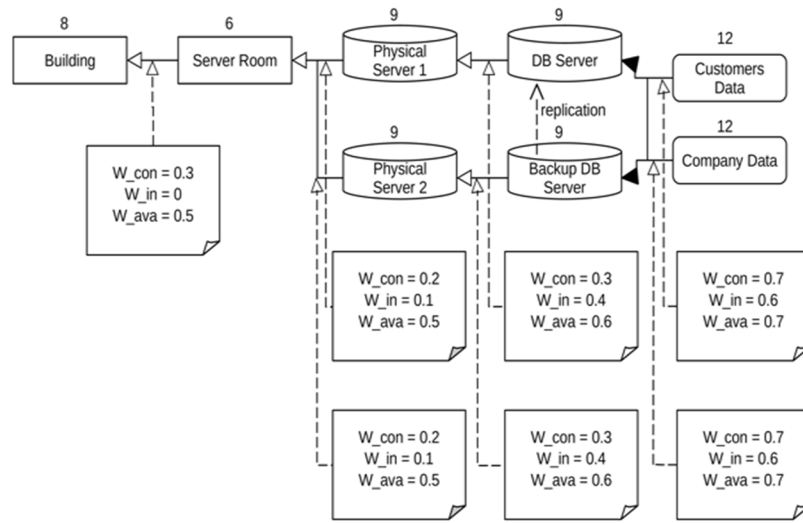 8
Building
6
Server Room
9
Physical
Server 1
9
DB Server
12
Customers
Data
replication
9
Physical
Server 2
9
Backup DB
Server
12
Company Data
W_con = 0.3
W_in = 0
W_ava = 0.5
W_con = 0.2
W_in = 0.1
W_ava = 0.5
W_con = 0.3
W_in = 0.4
W_ava = 0.6
W_con = 0.7
W_in = 0.6
W_ava = 0.7
W_con = 0.2
W_in = 0.1
W_ava = 0.5
W_con = 0.3
W_in = 0.4
W_ava = 0.6
W_con = 0.7
W_in = 0.6
W_ava = 0.7